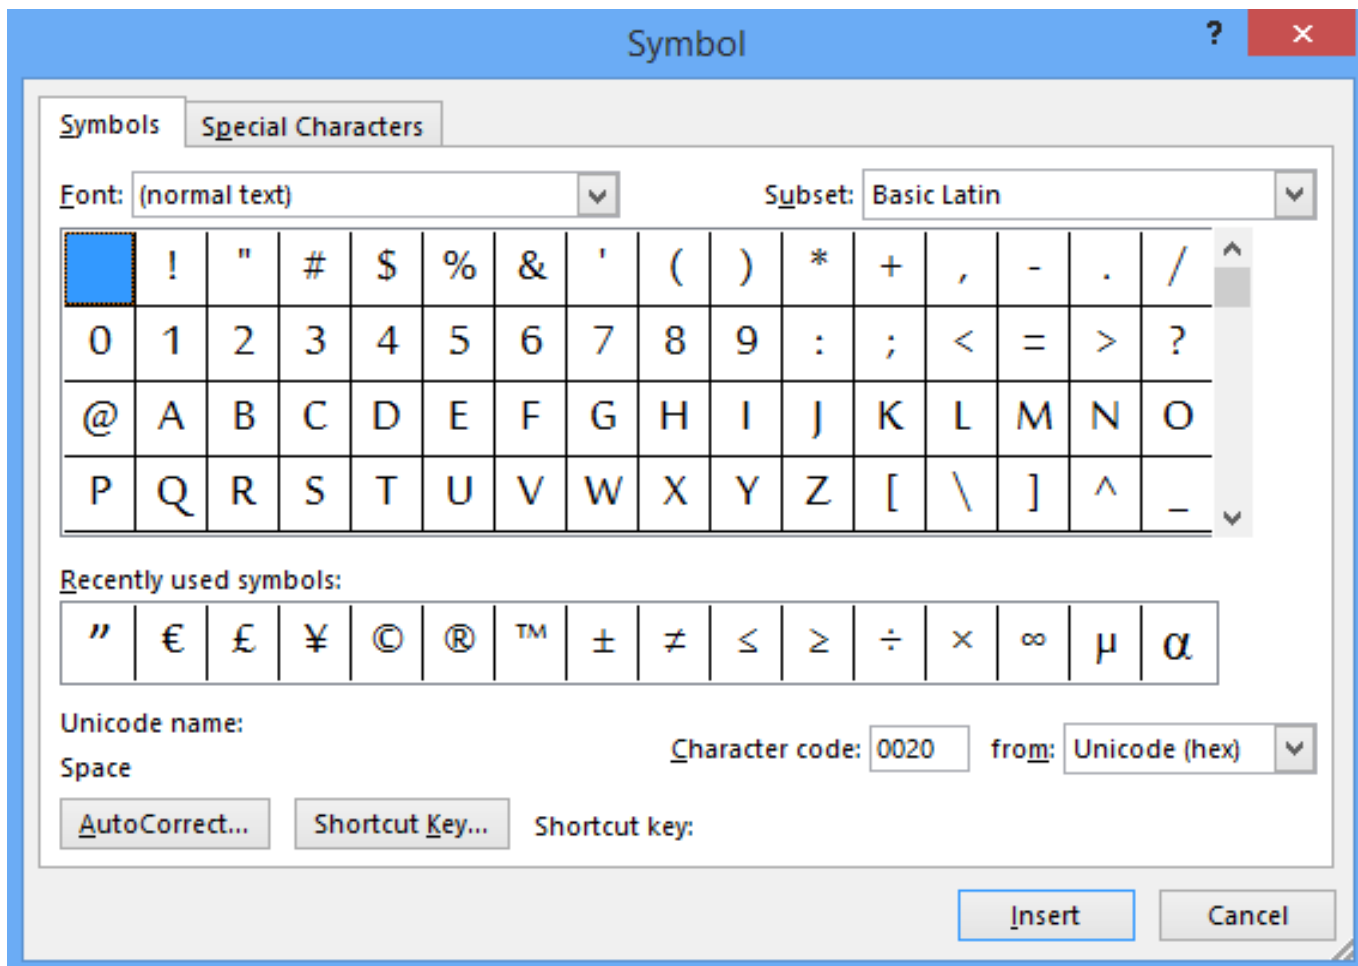 Symbol ?
Symbols Special Characters
Font: (normal text) Subset: Basic Latin
! " # $ % & ' ( ) * + , - . /
0 1 2 3 4 5 6 7 8 9 : ; < = > ?
@ A B C D E F G H I J K L M N O
P Q R S T U V W X Y Z [ \ ] ^ _
Recently used symbols:
” € £ ¥ © ® ™ ± ≠ ≤ ≥ ÷ × ∞ µ α
Unicode name:
Character code: 0020 from: Unicode (hex)
Space
AutoCorrect... Shortcut Key... Shortcut key:
Insert Cancel